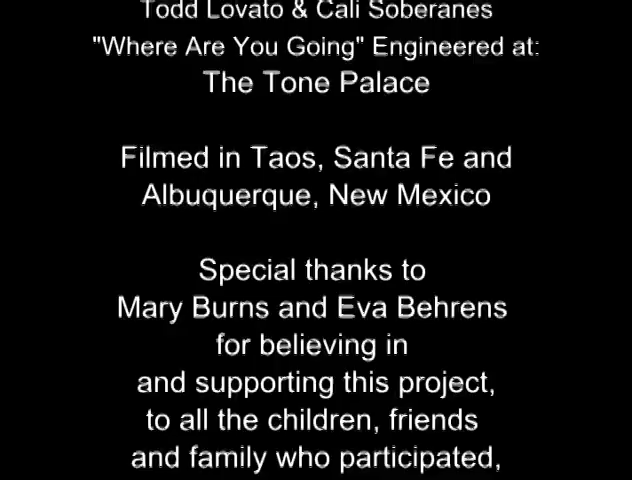 Todd Lovato & Cali Soberanes
"Where Are You Going" Engineered at:
The Tone Palace
Filmed in Taos, Santa Fe and
Albuquerque, New Mexico
Special thanks to
Mary Burns and Eva Behrens
for believing in
and supporting this project,
to all the children, friends
and family who participated,